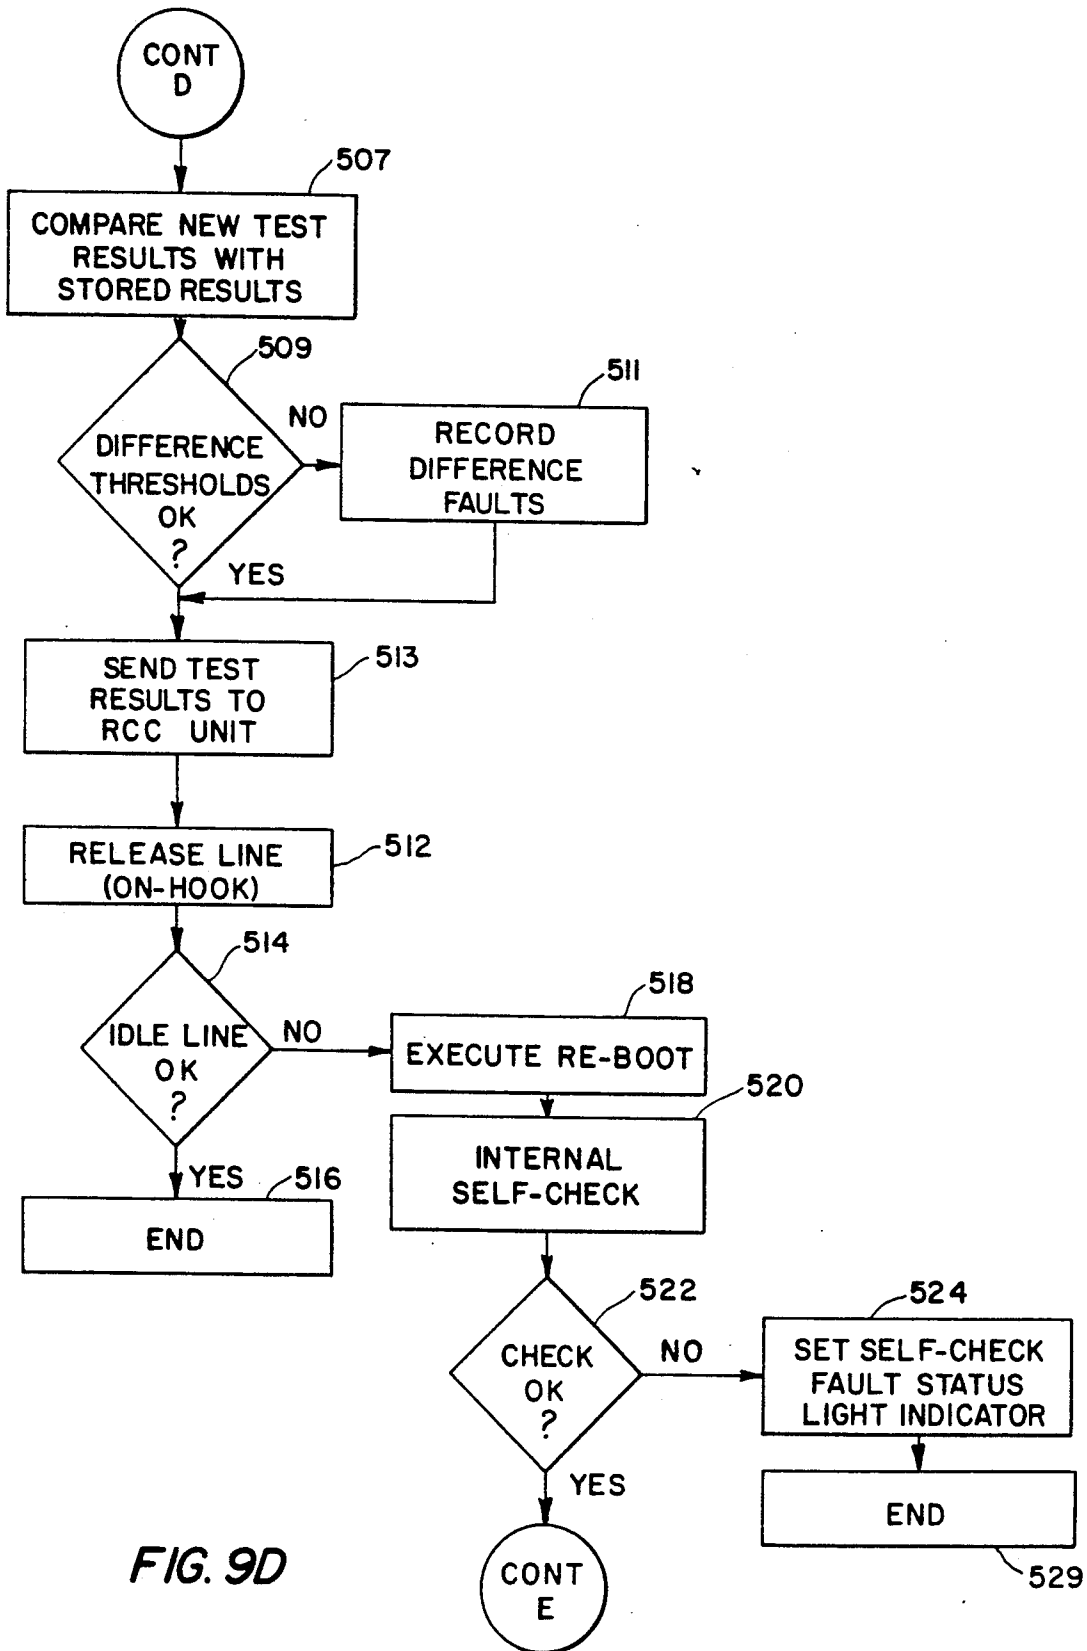 CONT
D
507
COMPARE NEW TEST
RESULTS WITH
STORED RESULTS
509
DIFFERENCE
THRESHOLDS
OK
?
NO
511
RECORD
DIFFERENCE
FAULTS
YES
513
SEND TEST
RESULTS TO
RCC UNIT
512
RELEASE LINE
(ON-HOOK)
514
IDLE LINE
OK
?
NO
518
EXECUTE RE-BOOT
YES
516
END
520
INTERNAL
SELF-CHECK
522
CHECK
OK
?
NO
524
SET SELF-CHECK
FAULT STATUS
LIGHT INDICATOR
YES
END
529
CONT
E
FIG. 9D